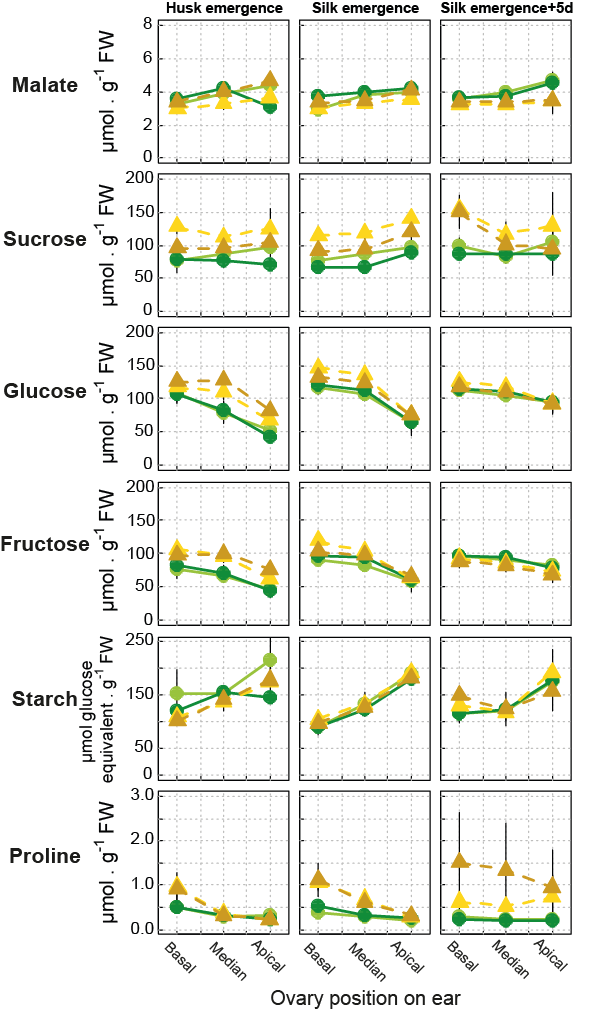 Husk emergence Silk emergence Silk emergence+5d
Malate
µmol . g-1 FW
8
6
4
2
0
Sucrose
µmol . g-1 FW
200
150
100
50
0
Glucose
µmol . g-1 FW
200
150
100
50
0
Fructose
µmol . g-1 FW
200
150
100
50
0
Starch
µmol glucose
equivalent . g-1 FW
250
150
50
0
Proline
µmol . g-1 FW
3.0
2.0
1.0
0.0
Basal Median Apical Basal Median Apical Basal Median Apical
Ovary position on ear